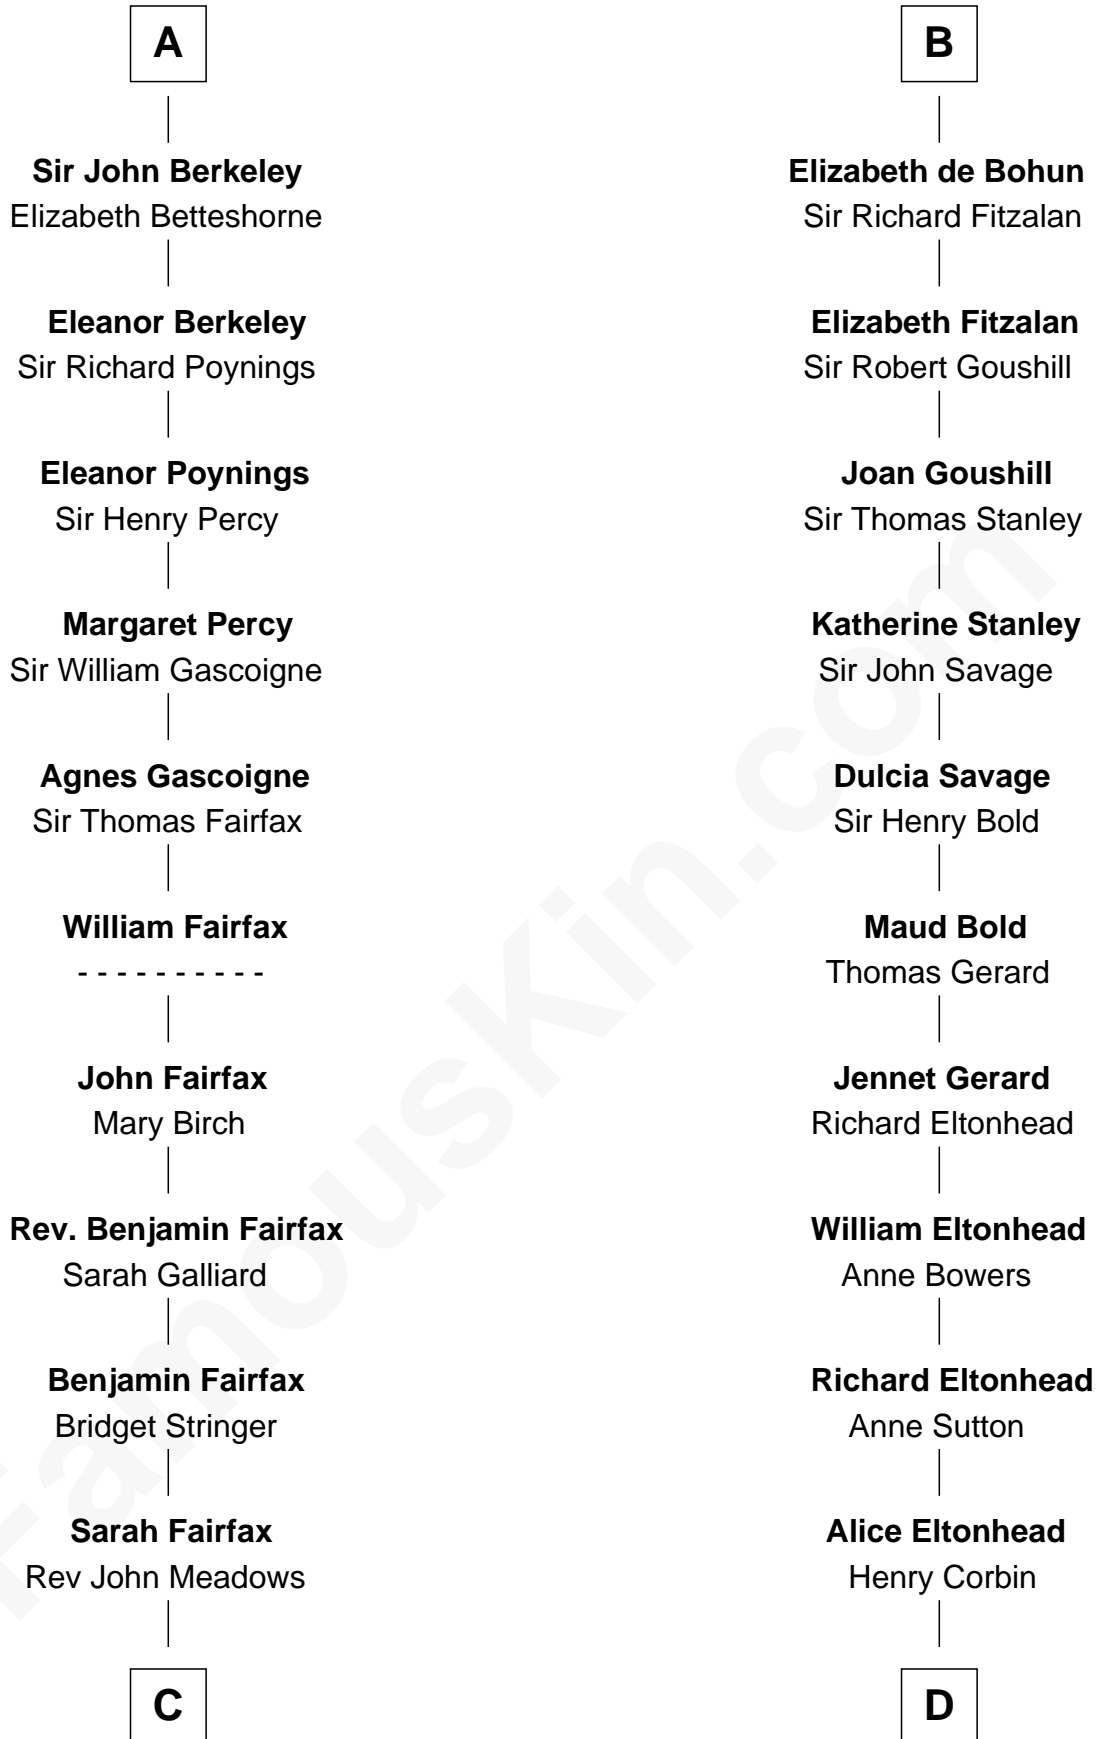 A
Sir John Berkeley
Elizabeth Betteshorne
Eleanor Berkeley
Sir Richard Poynings
Eleanor Poynings
Sir Henry Percy
Margaret Percy
Sir William Gascoigne
Agnes Gascoigne
Sir Thomas Fairfax
William Fairfax
- - - - - - - - - -
John Fairfax
Mary Birch
Rev. Benjamin Fairfax
Sarah Galliard
Benjamin Fairfax
Bridget Stringer
Sarah Fairfax
Rev John Meadows
C
B
Elizabeth de Bohun
Sir Richard Fitzalan
Elizabeth Fitzalan
Sir Robert Goushill
Joan Goushill
Sir Thomas Stanley
Katherine Stanley
Sir John Savage
Dulcia Savage
Sir Henry Bold
Maud Bold
Thomas Gerard
Jennet Gerard
Richard Eltonhead
William Eltonhead
Anne Bowers
Richard Eltonhead
Anne Sutton
Alice Eltonhead
Henry Corbin
D
FamousKin.com